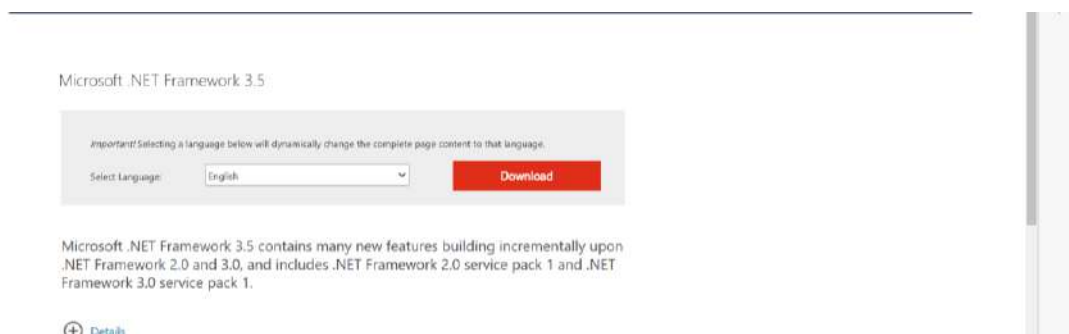 Microsoft .NET Framework 3.5
Important! Selecting a language below will dynamically change the complete page content to that language.
Select Language: English Download
Microsoft .NET Framework 3.5 contains many new features building incrementally upon
.NET Framework 2.0 and 3.0, and includes .NET Framework 2.0 service pack 1 and .NET
Framework 3.0 service pack 1.
Details